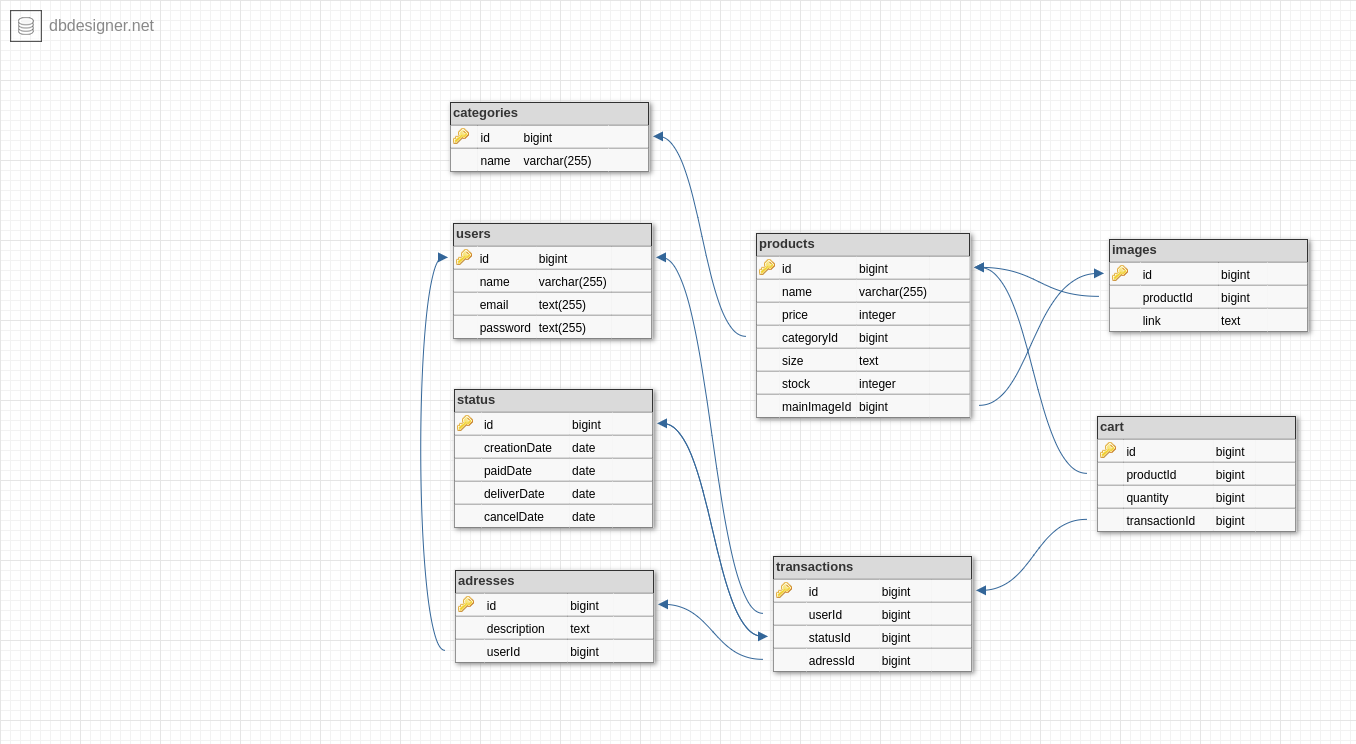 dbdesigner.net
categories
id bigint
name varchar(255)
users
id bigint
name varchar(255)
email text(255)
password text(255)
status
id bigint
creationDate date
paidDate date
deliverDate date
cancelDate date
adresses
id bigint
description text
userId bigint
products
id bigint
name varchar(255)
price integer
categoryId bigint
size text
stock integer
mainImageId bigint
transactions
id bigint
userId bigint
statusId bigint
adressId bigint
images
id bigint
productId bigint
link text
cart
id bigint
productId bigint
quantity bigint
transactionId bigint